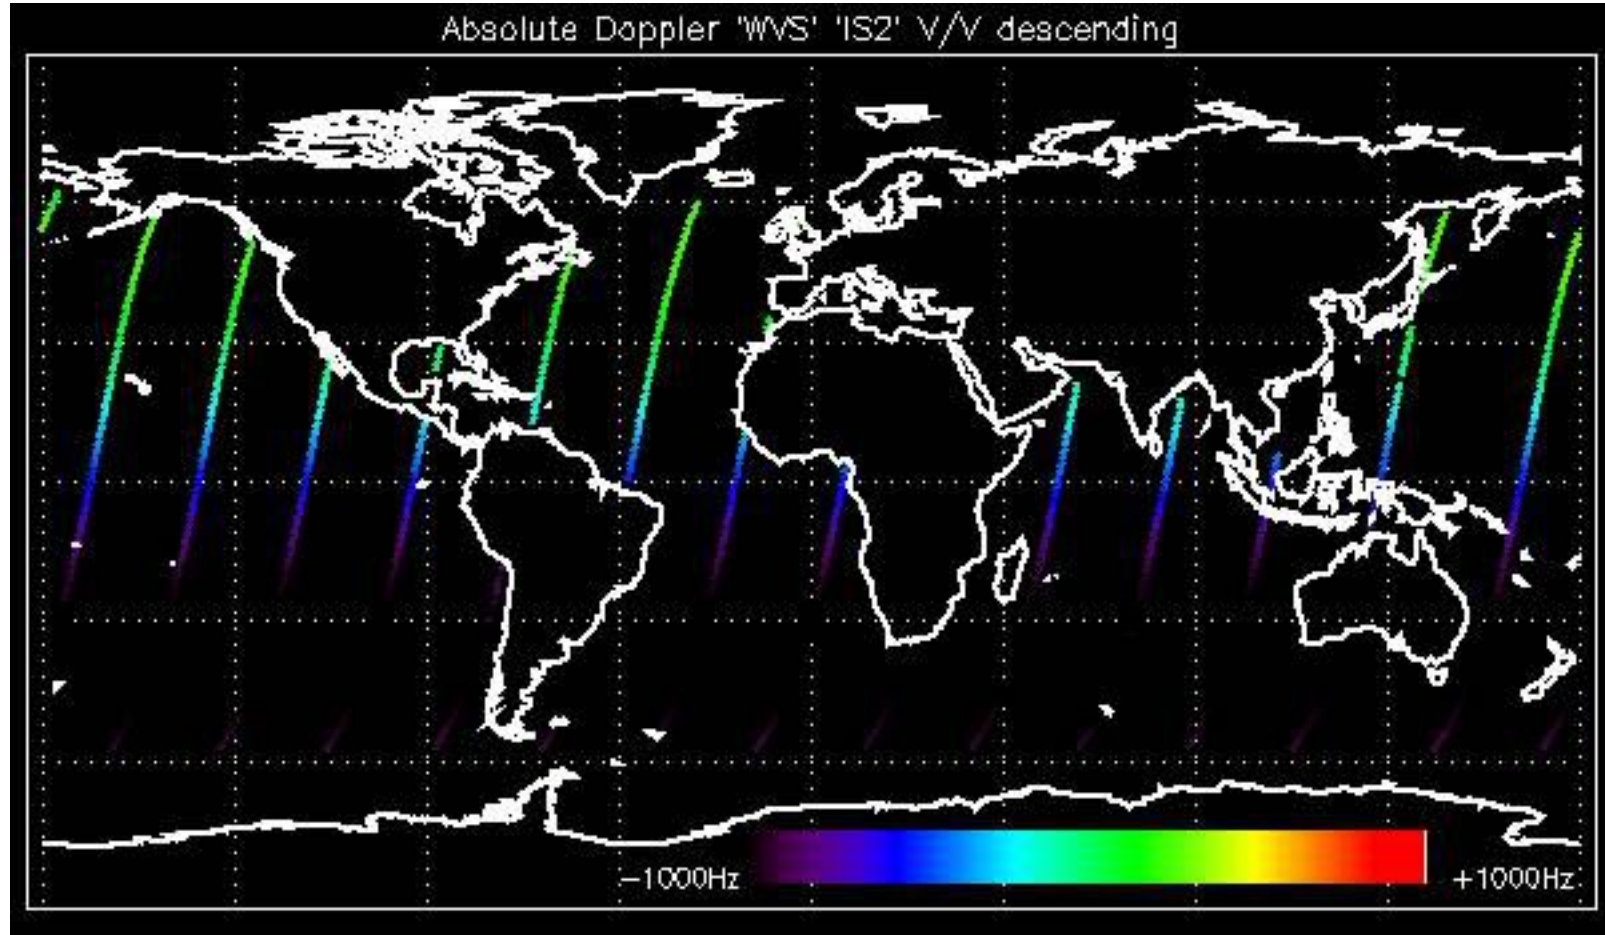 Absolute Doppler 'WVS' 'IS2' V/V descending
−1000Hz
+1000Hz